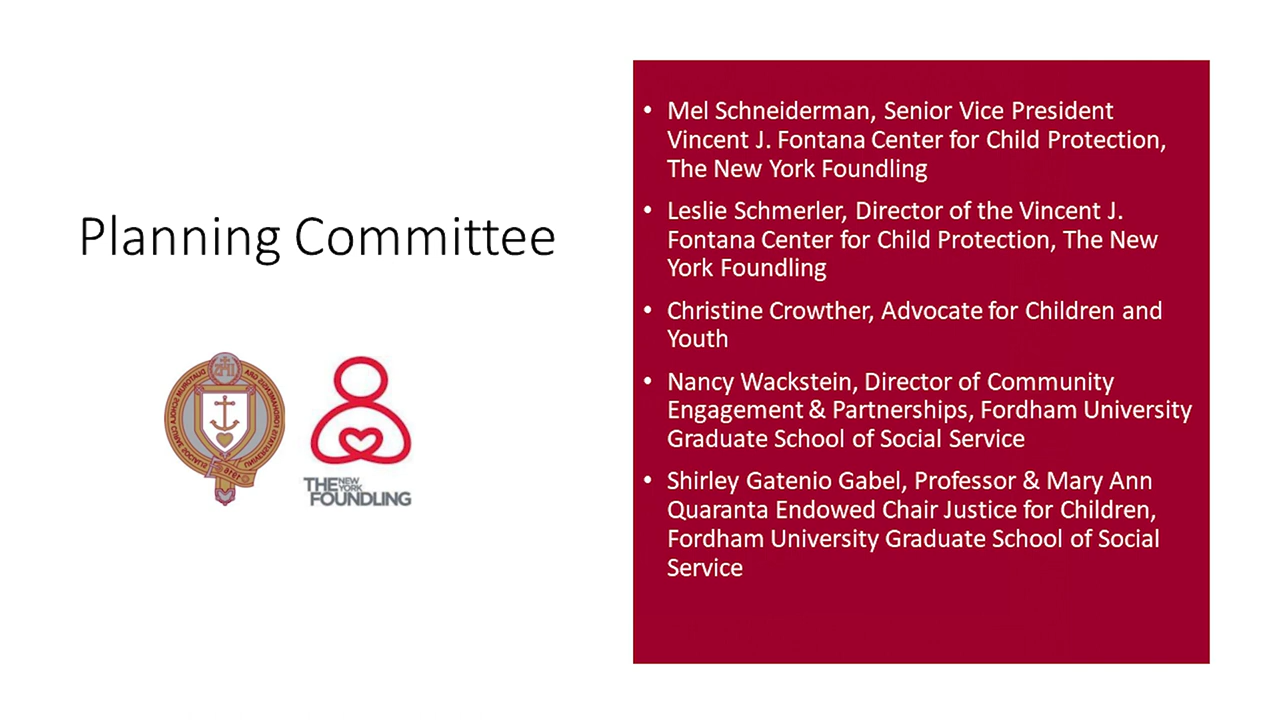 Planning Committee
THE NEW YORK
FOUNDLING
• Mel Schneiderman, Senior Vice President
Vincent J. Fontana Center for Child Protection,
The New York Foundling
• Leslie Schmerler, Director of the Vincent J.
Fontana Center for Child Protection, The New
York Foundling
• Christine Crowther, Advocate for Children and
Youth
• Nancy Wackstein, Director of Community
Engagement & Partnerships, Fordham University
Graduate School of Social Service
• Shirley Gatenio Gabel, Professor & Mary Ann
Quaranta Endowed Chair Justice for Children,
Fordham University Graduate School of Social
Service